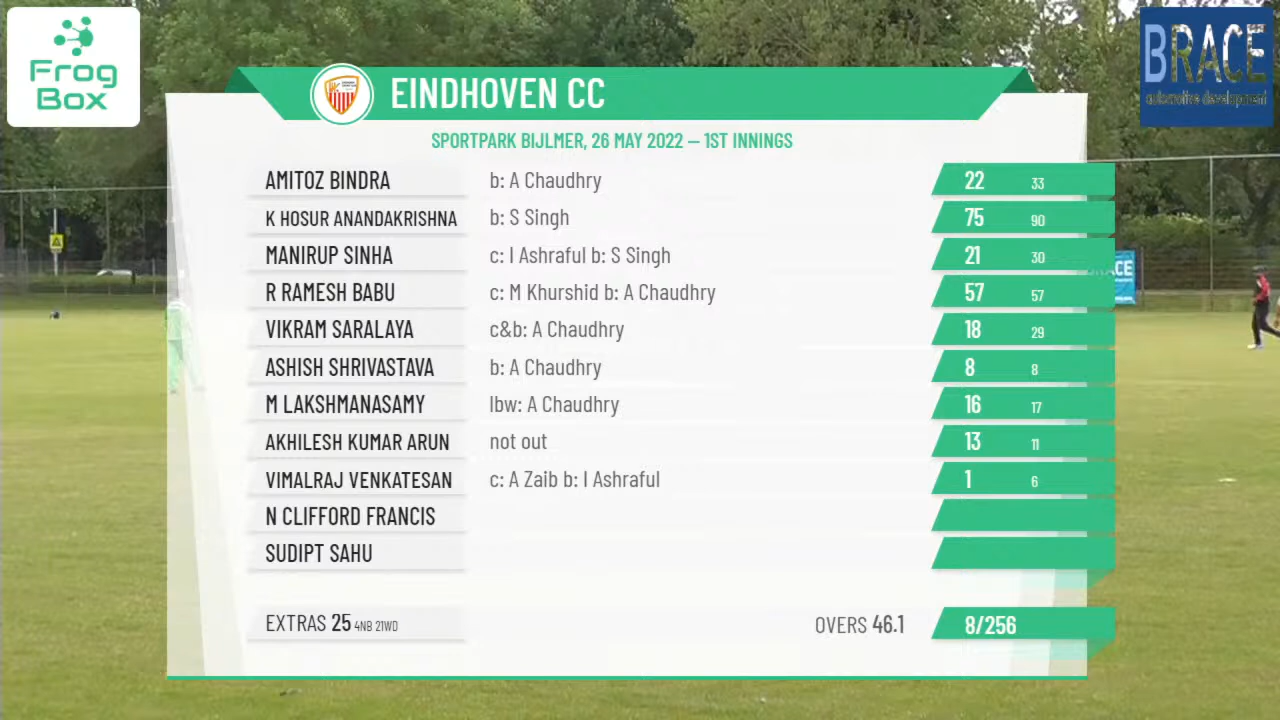 Frog
Box
BRACE
automotive development
EINDHOVEN CC
SPORTPARK BIJLMER, 26 MAY 2022 – 1ST INNINGS
AMITOZ BINDRA b: A Chaudhry 22 33
K HOSUR ANANDAKRISHNA b: S Singh 75 90
MANIRUP SINHA c: I Ashraful b: S Singh 21 30
R RAMESH BABU c: M Khurshid b: A Chaudhry 57 57
VIKRAM SARALAYA c&b: A Chaudhry 18 29
ASHISH SHRIVASTAVA b: A Chaudhry 8 8
M LAKSHMANASAMY lbw: A Chaudhry 16 17
AKHILESH KUMAR ARUN not out 13 11
VIMALRAJ VENKATESAN c: A Zaib b: I Ashraful 1 6
N CLIFFORD FRANCIS
SUDIPT SAHU
EXTRAS 25 4NB 21WD OVERS 46.1 8/256